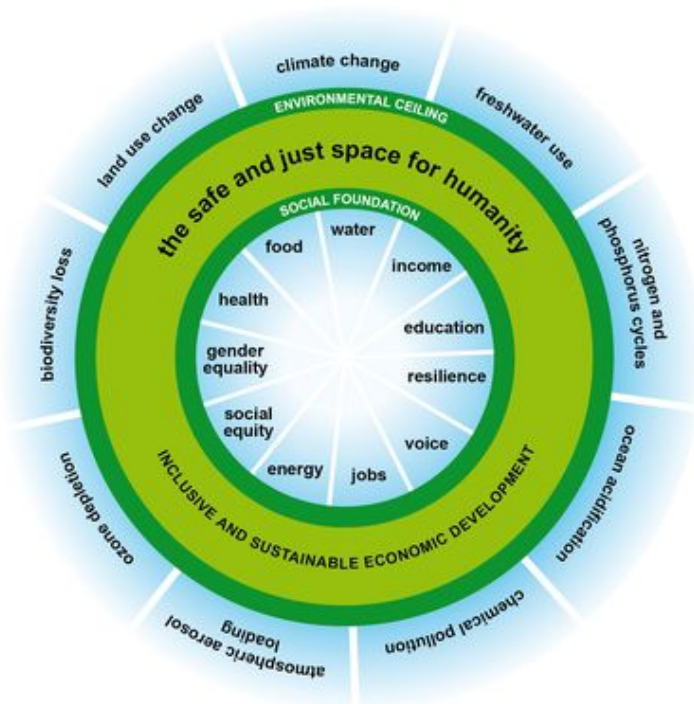 climate change
freshwater use
nitrogen and
phosphorus cycles
ocean acidification
chemical pollution
atmospheric aerosol
loading
ozone depletion
biodiversity loss
land use change
ENVIRONMENTAL CEILING
the safe and just space for humanity
SOCIAL FOUNDATION
water
income
education
resilience
voice
jobs
energy
social
equity
gender
equality
health
food
INCLUSIVE AND SUSTAINABLE ECONOMIC DEVELOPMENT